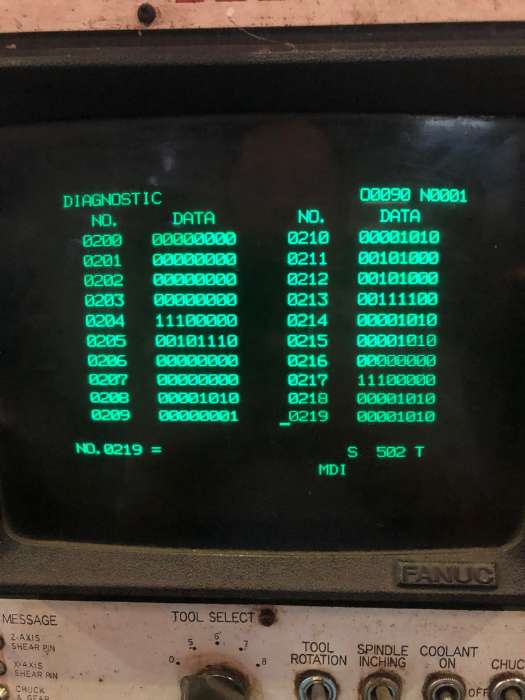 DIAGNOSTIC O0090 N0001
NO. DATA NO. DATA
0200 00000000 0210 00001010
0201 00000000 0211 00101000
0202 00000000 0212 00101000
0203 00000000 0213 00111100
0204 11100000 0214 00001010
0205 00101110 0215 00001010
0206 00000000 0216 00000000
0207 00000000 0217 11100000
0208 00001010 0218 00001010
0209 00000001 0219 00001010
NO.0219 = S 502 T
MDI
FANUC
MESSAGE
Z-AXIS
SHEAR PIN
X-AXIS
SHEAR PIN
CHUCK
& GEAR
TOOL SELECT
5 6 7 8
TOOL
ROTATION
SPINDLE
INCHING
COOLANT
ON
OFF
CHUC